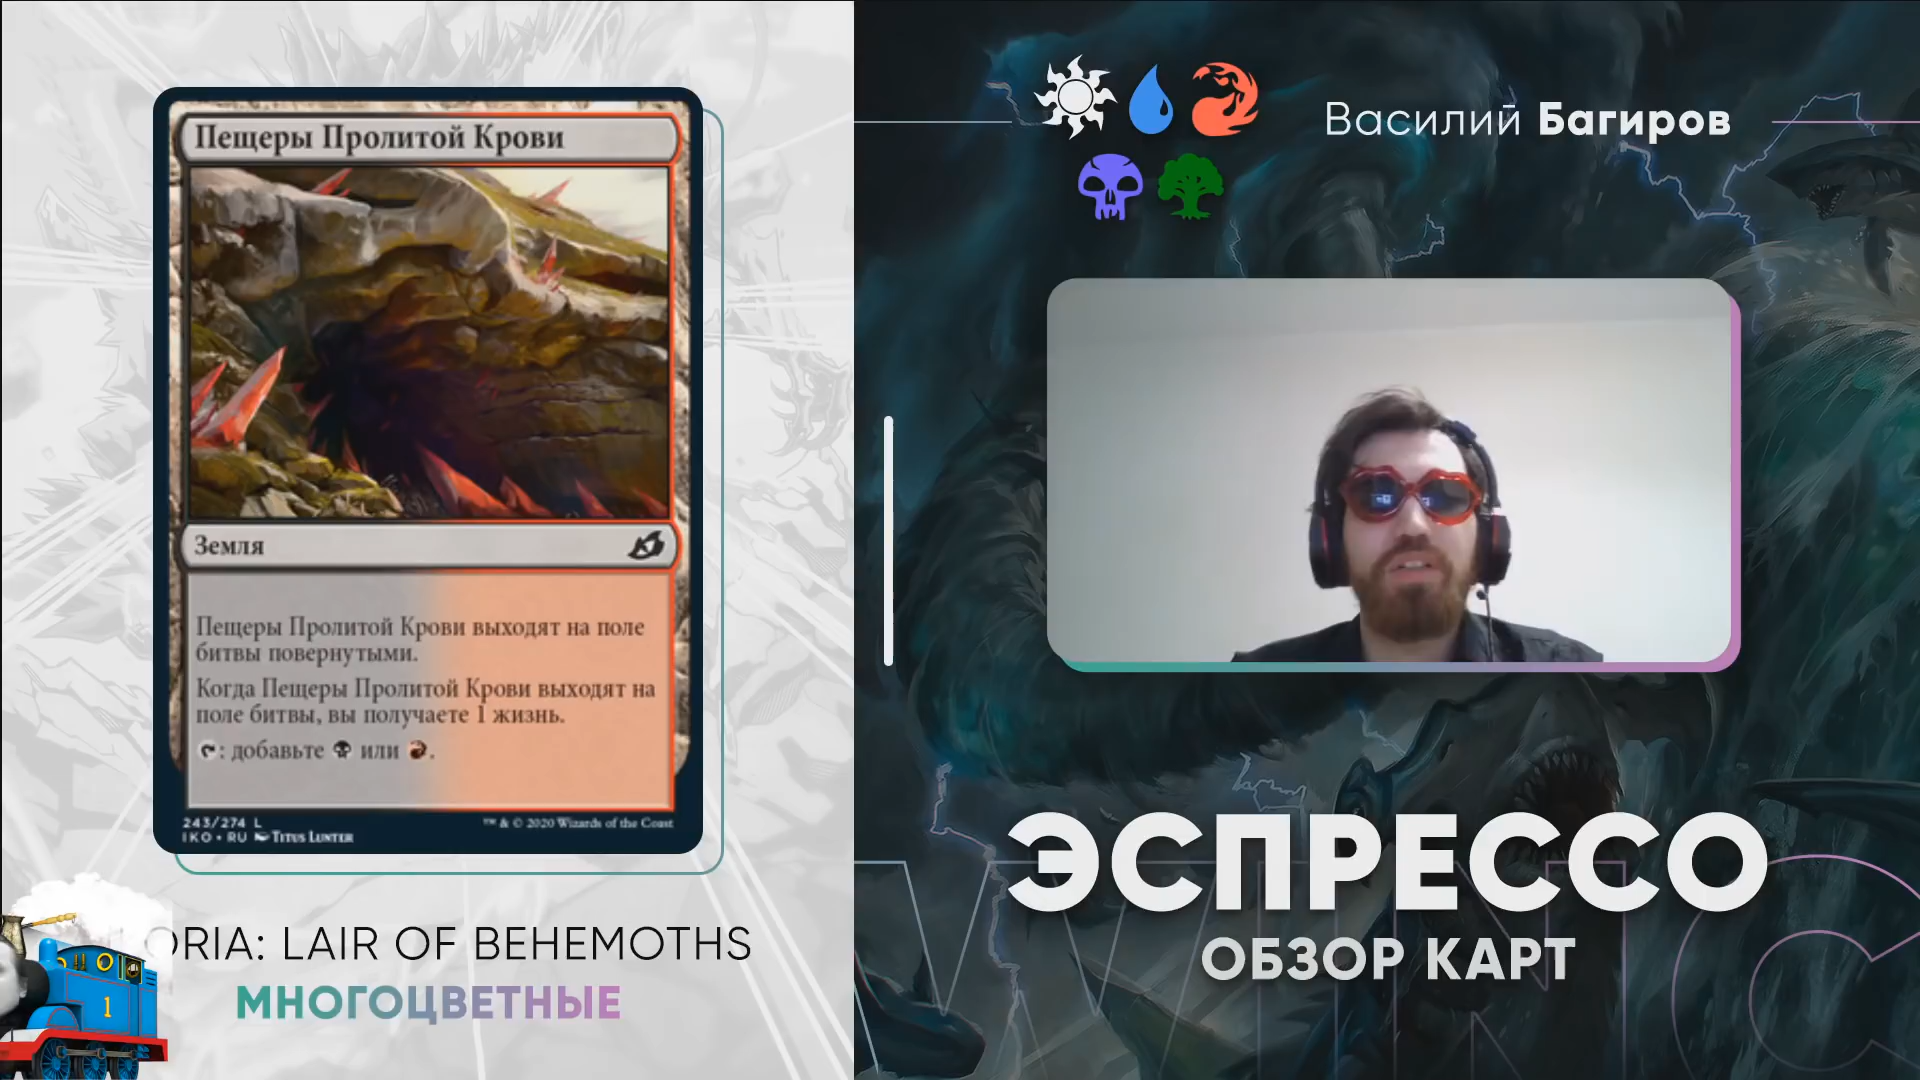 Пещеры Пролитой Крови
Земля
Пещеры Пролитой Крови выходят на поле
битвы повернутыми.
Когда Пещеры Пролитой Крови выходят на
поле битвы, вы получаете 1 жизнь.
: добавьте или .
243/274 L
™ & © 2020 Wizards of the Coast
IKO • RU Titus Lunter
ORIA: LAIR OF BEHEMOTHS
МНОГОЦВЕТНЫЕ
1
Василий Багиров
ЭСПРЕССО
ОБЗОР КАРТ